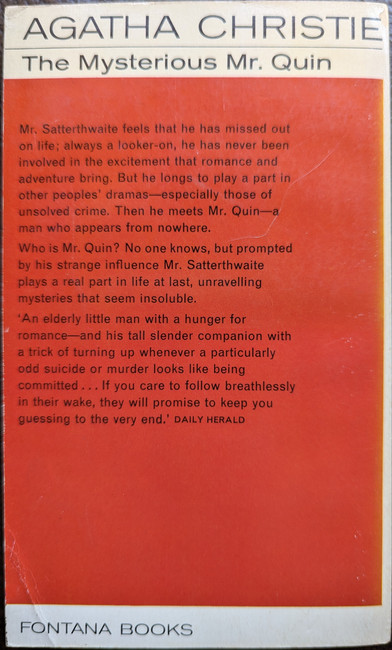 AGATHA CHRISTIE
The Mysterious Mr. Quin
Mr. Satterthwaite feels that he has missed out
on life; always a looker-on, he has never been
involved in the excitement that romance and
adventure bring. But he longs to play a part in
other peoples' dramas—especially those of
unsolved crime. Then he meets Mr. Quin—a
man who appears from nowhere.
Who is Mr. Quin? No one knows, but prompted
by his strange influence Mr. Satterthwaite
plays a real part in life at last, unravelling
mysteries that seem insoluble.
'An elderly little man with a hunger for
romance—and his tall slender companion with
a trick of turning up whenever a particularly
odd suicide or murder looks like being
committed . . . If you care to follow breathlessly
in their wake, they will promise to keep you
guessing to the very end.' DAILY HERALD
FONTANA BOOKS